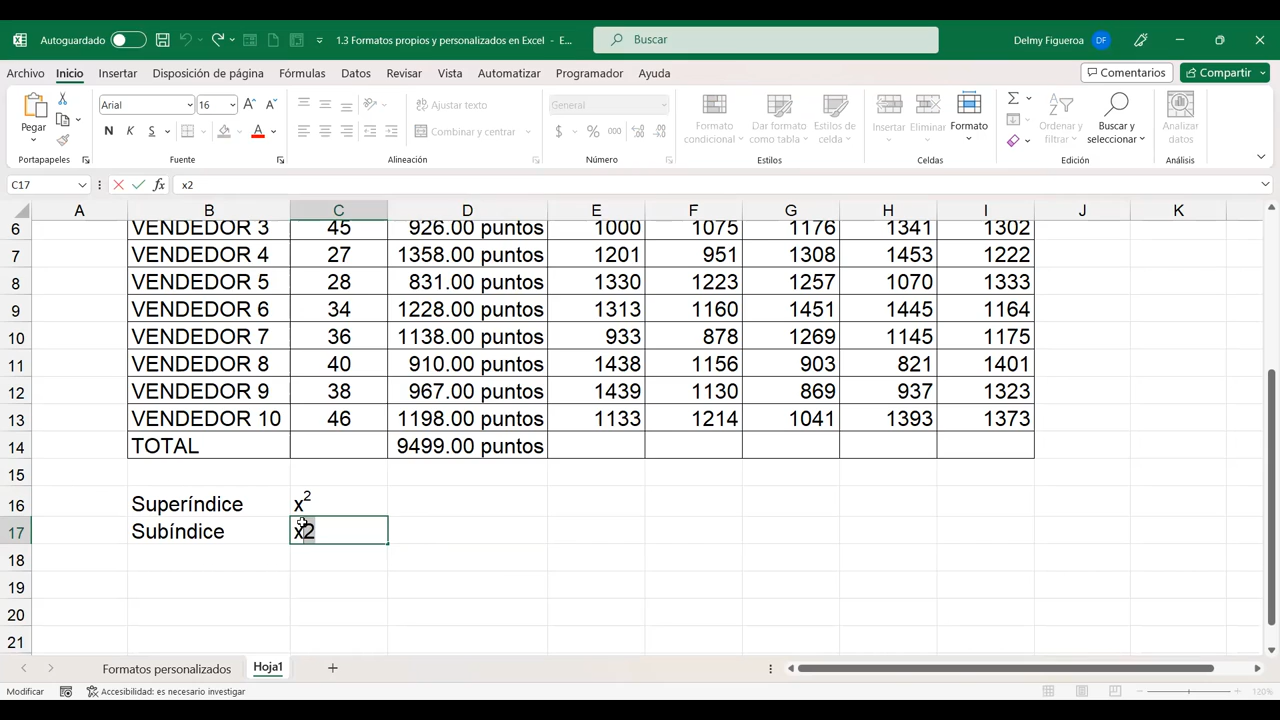 Autoguardado 1.3 Formatos propios y personalizados en Excel - E... Buscar Delmy Figueroa DF
Archivo Inicio Insertar Disposición de página Fórmulas Datos Revisar Vista Automatizar Programador Ayuda Comentarios Compartir
Pegar Arial 16 N K S Ajustar texto Combinar y centrar General $ % 000 Formato condicional Dar formato como tabla Estilos de celda Insertar Eliminar Formato Ordenar y filtrar Buscar y seleccionar Analizar datos
Portapapeles Fuente Alineación Número Estilos Celdas Edición Análisis
C17 fx x2
A B C D E F G H I J K
6 VENDEDOR 3 45 926.00 puntos 1000 1075 1176 1341 1302
7 VENDEDOR 4 27 1358.00 puntos 1201 951 1308 1453 1222
8 VENDEDOR 5 28 831.00 puntos 1330 1223 1257 1070 1333
9 VENDEDOR 6 34 1228.00 puntos 1313 1160 1451 1445 1164
10 VENDEDOR 7 36 1138.00 puntos 933 878 1269 1145 1175
11 VENDEDOR 8 40 910.00 puntos 1438 1156 903 821 1401
12 VENDEDOR 9 38 967.00 puntos 1439 1130 869 937 1323
13 VENDEDOR 10 46 1198.00 puntos 1133 1214 1041 1393 1373
14 TOTAL 9499.00 puntos
15
16 Superíndice x²
17 Subíndice x2
18
19
20
21
Formatos personalizados Hoja1
Modificar Accesibilidad: es necesario investigar 120%